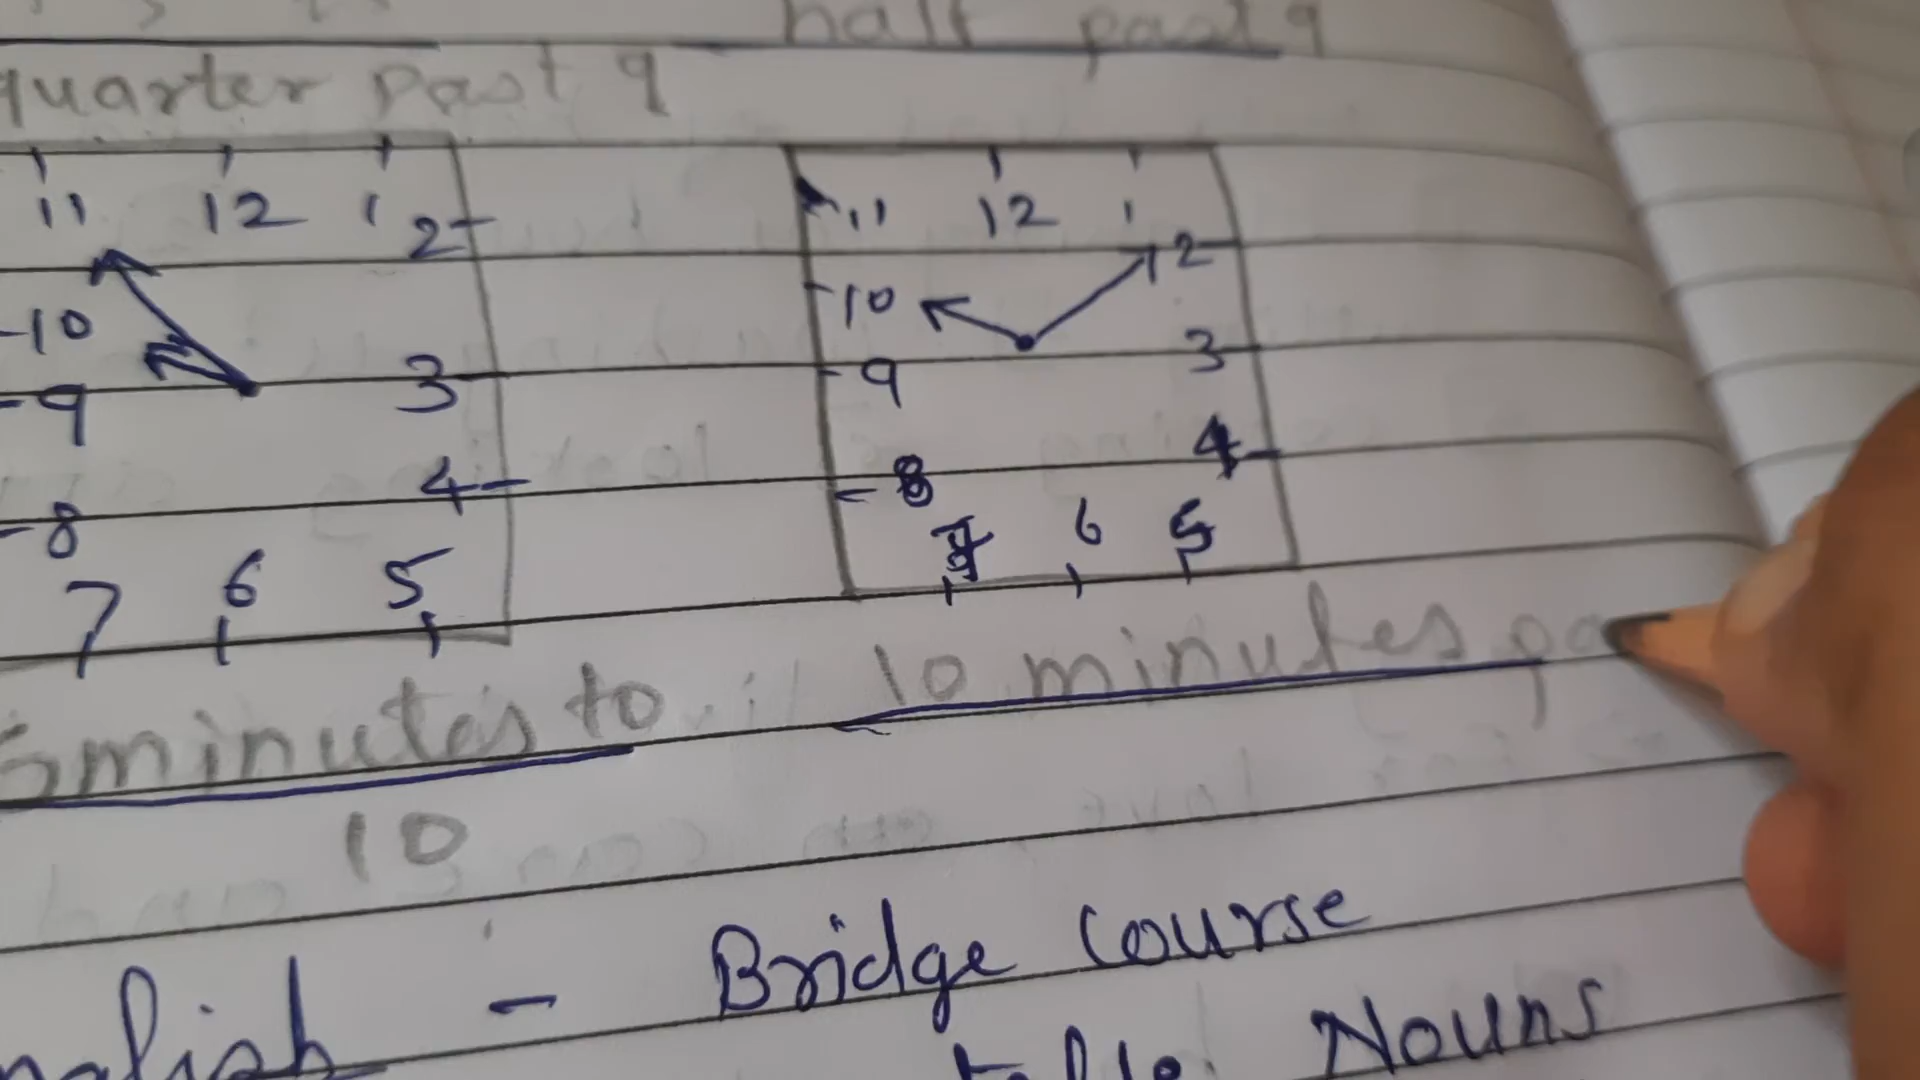 half past 9
quarter past 9
11 12 1 2
10
9 3
8 4
7 6 5
11 12 1 2
10
9 3
8 4
7 6 5
5 minutes to
10
10 minutes pa
- Bridge Course
Nouns